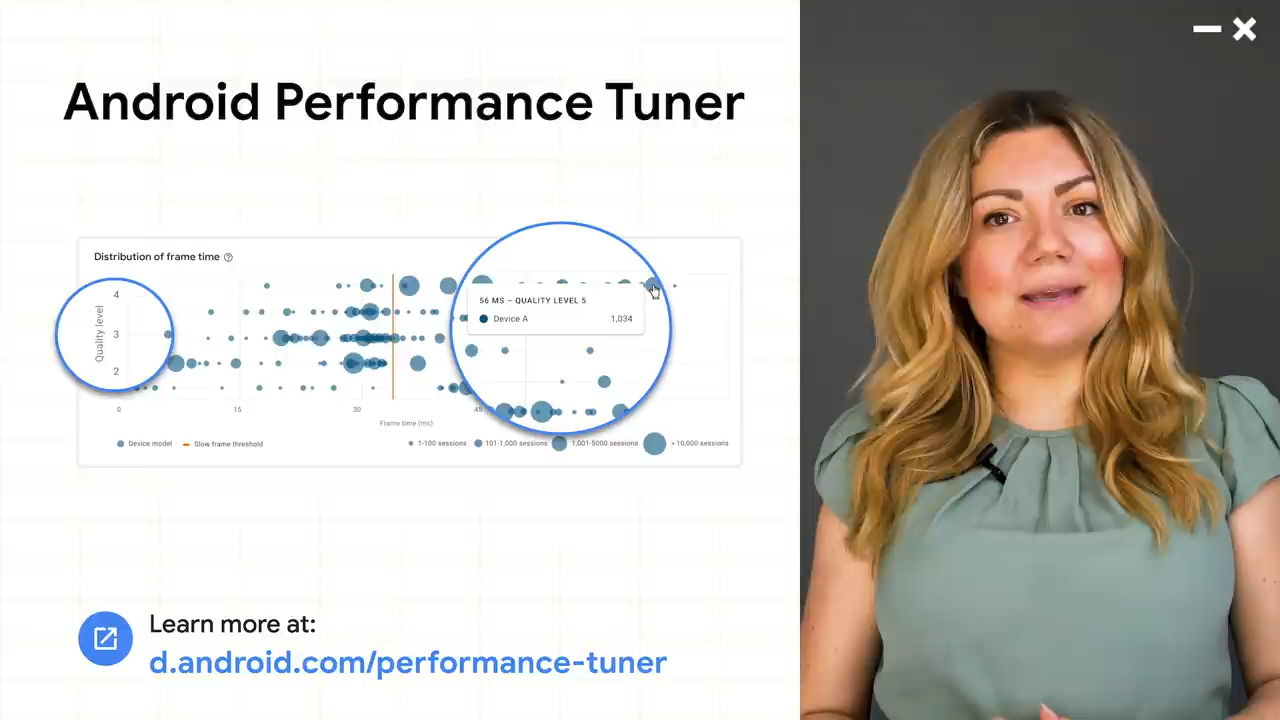 Android Performance Tuner
Distribution of frame time
Quality level
4
3
2
56 MS – QUALITY LEVEL 5
Device A 1,034
0 15 30 45
Frame time (ms)
Device model Slow frame threshold 1-100 sessions 101-1,000 sessions 1,001-5000 sessions > 10,000 sessions
Learn more at:
d.android.com/performance-tuner